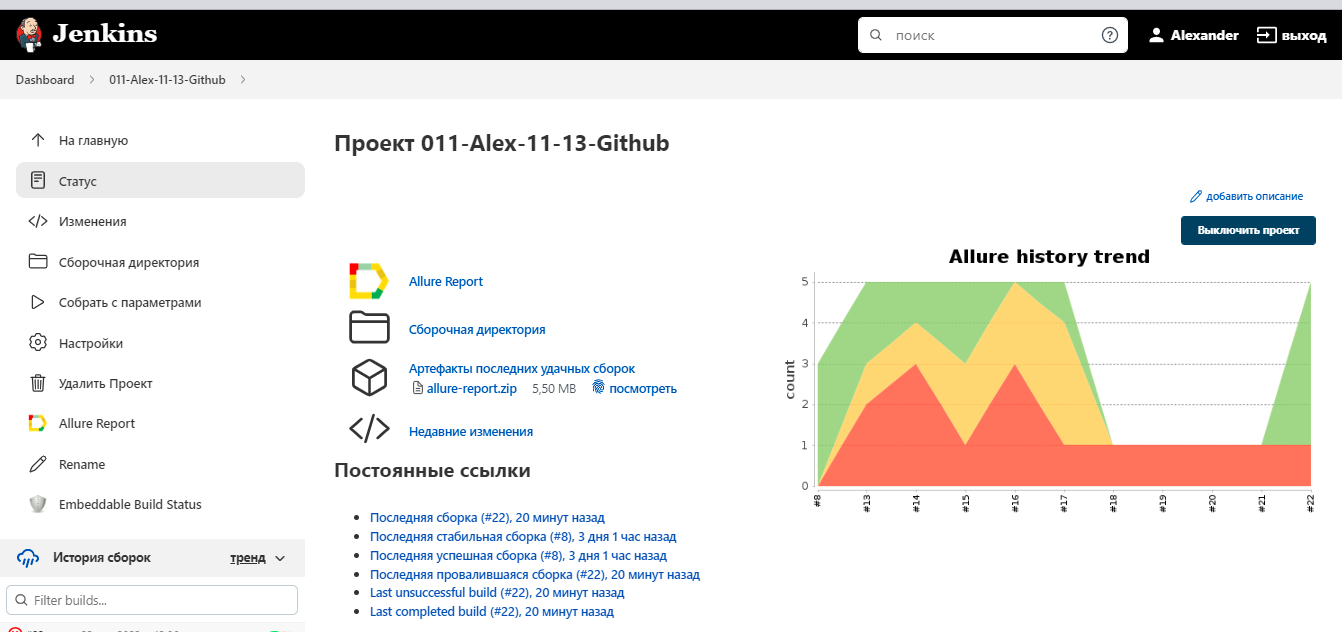 Jenkins
поиск
Alexander
выход
Dashboard
011-Alex-11-13-Github
На главную
Статус
Изменения
Сборочная директория
Собрать с параметрами
Настройки
Удалить Проект
Allure Report
Rename
Embeddable Build Status
История сборок
тренд
Filter builds...
Проект 011-Alex-11-13-Github
добавить описание
Выключить проект
Allure Report
Сборочная директория
Артефакты последних удачных сборок
allure-report.zip 5,50 MB посмотреть
Недавние изменения
Постоянные ссылки
Последняя сборка (#22), 20 минут назад
Последняя стабильная сборка (#8), 3 дня 1 час назад
Последняя успешная сборка (#8), 3 дня 1 час назад
Последняя провалившаяся сборка (#22), 20 минут назад
Last unsuccessful build (#22), 20 минут назад
Last completed build (#22), 20 минут назад
Allure history trend
count
5
4
3
2
1
0
#8
#13
#14
#15
#16
#17
#18
#19
#20
#21
#22